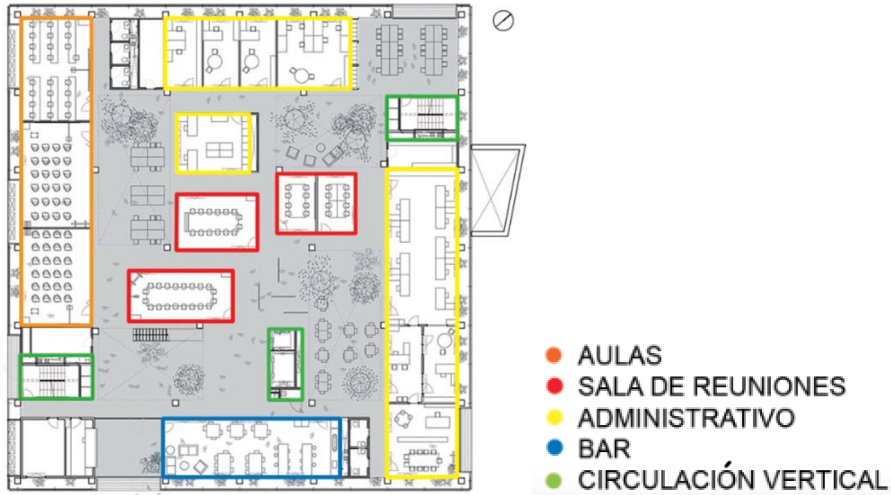 AULAS
SALA DE REUNIONES
ADMINISTRATIVO
BAR
CIRCULACIÓN VERTICAL